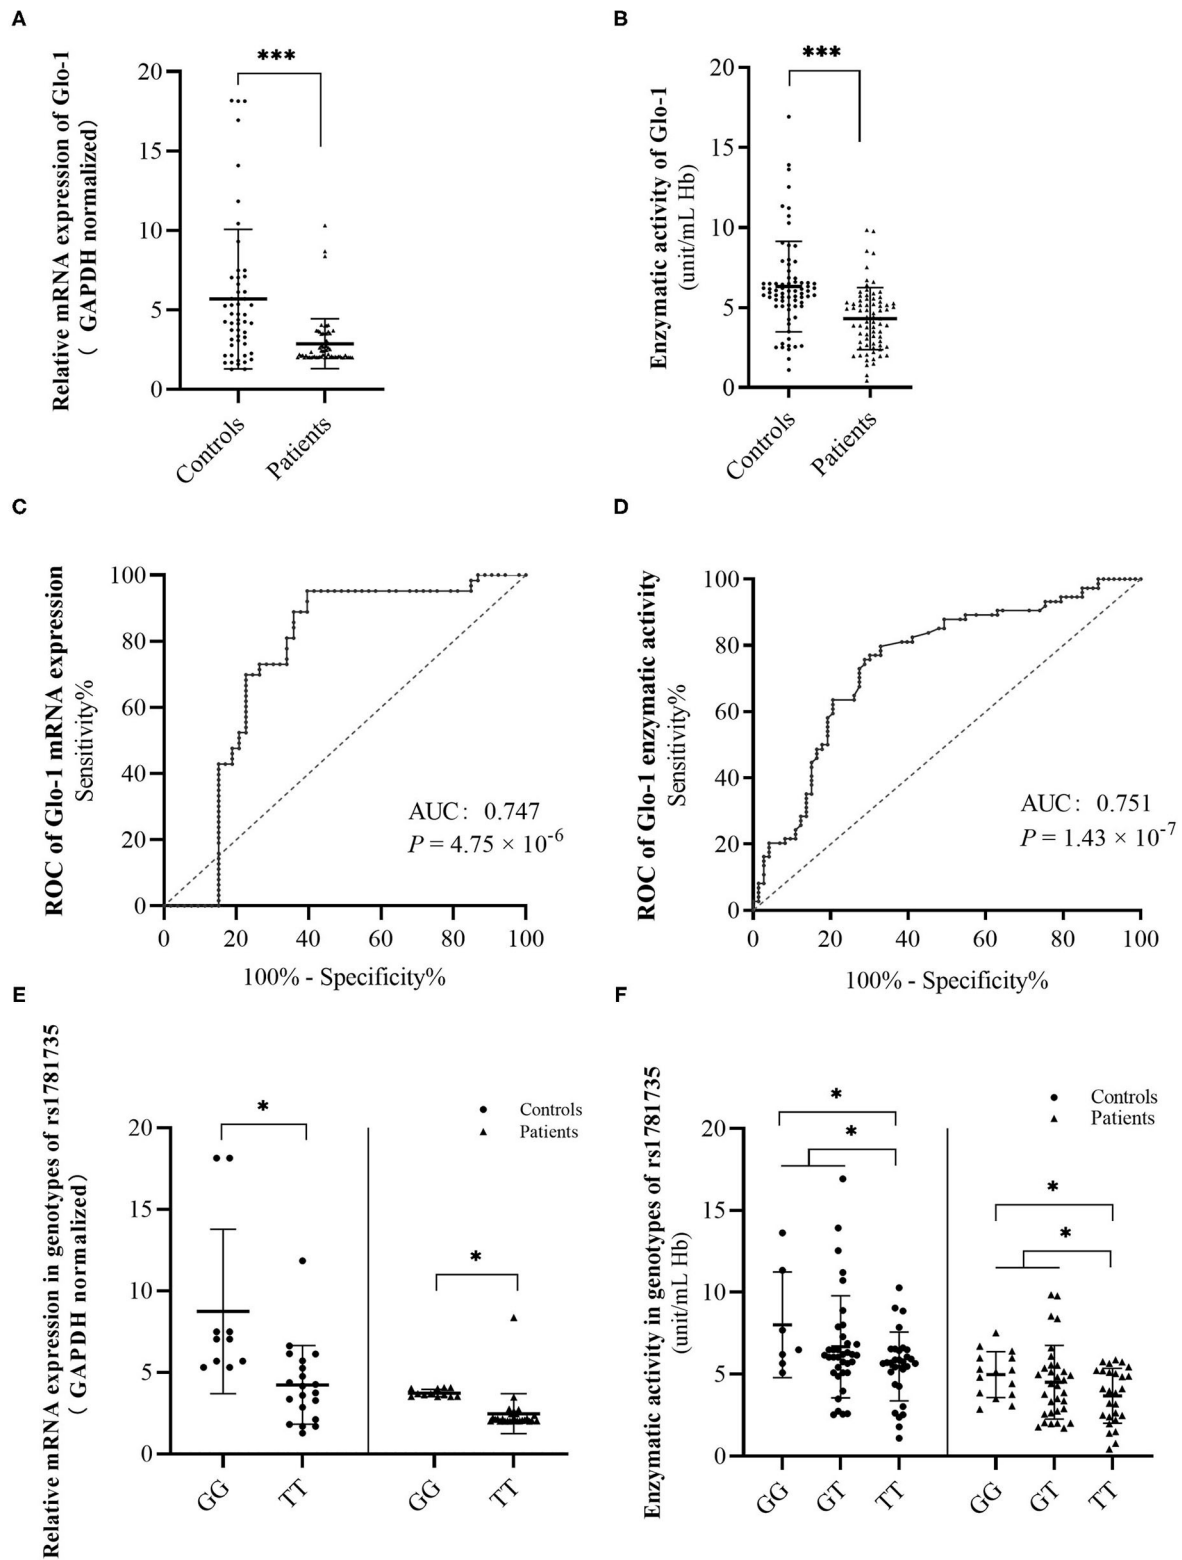 A
Relative mRNA expression of Glo-1
( GAPDH normalized)
20
15
10
5
0
***
Controls
Patients
B
Enzymatic activity of Glo-1
(unit/mL Hb)
20
15
10
5
0
***
Controls
Patients
C
ROC of Glo-1 mRNA expression
Sensitivity%
100
80
60
40
20
0
AUC: 0.747
P = 4.75 × 10-6
0 20 40 60 80 100
100% - Specificity%
D
ROC of Glo-1 enzymatic activity
Sensitivity%
100
80
60
40
20
0
AUC: 0.751
P = 1.43 × 10-7
0 20 40 60 80 100
100% - Specificity%
E
Relative mRNA expression in genotypes of rs1781735
( GAPDH normalized)
20
15
10
5
0
*
*
Controls
Patients
GG
TT
GG
TT
F
Enzymatic activity in genotypes of rs1781735
(unit/mL Hb)
20
15
10
5
0
*
*
*
*
Controls
Patients
GG
GT
TT
GG
GT
TT